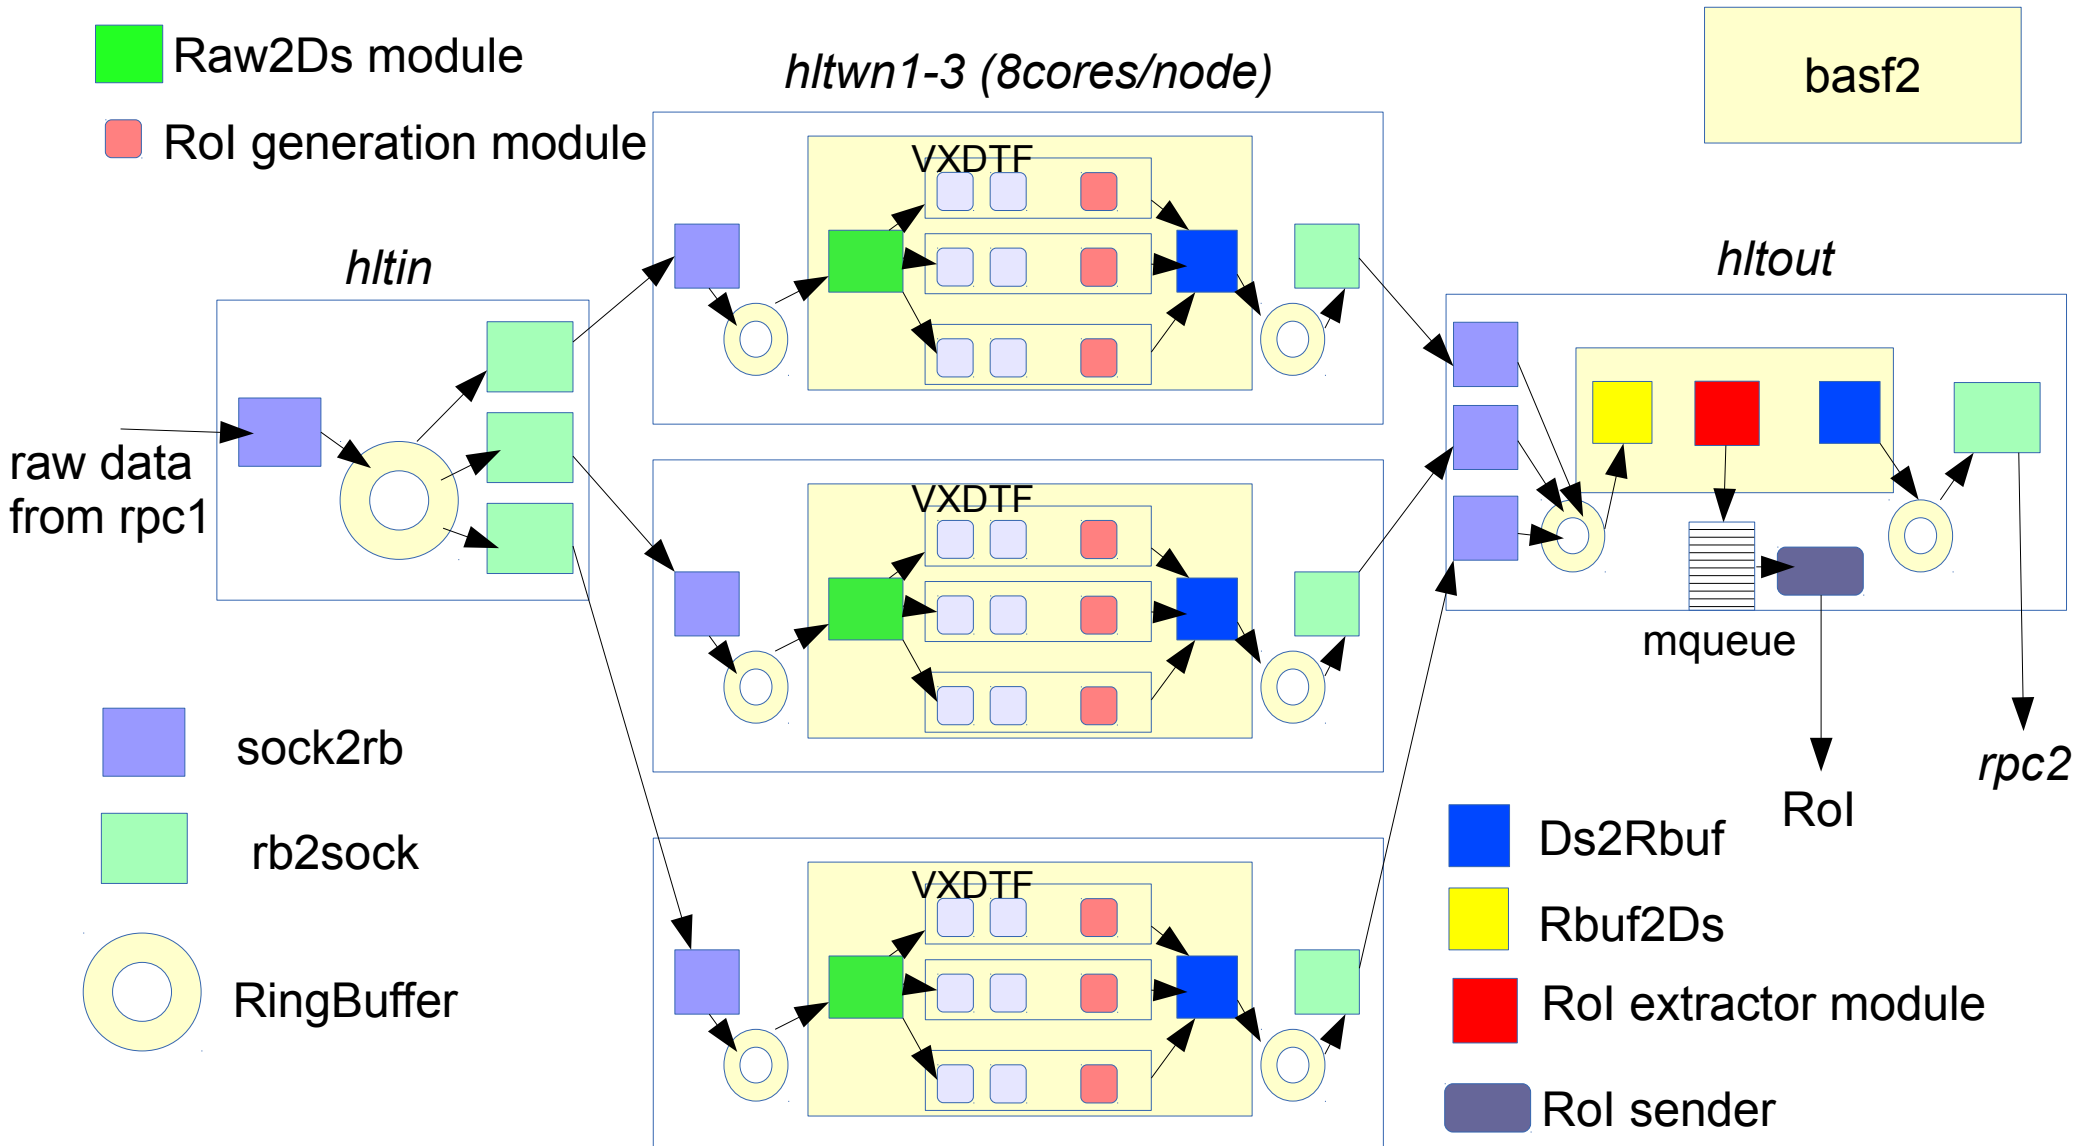 Raw2Ds module
RoI generation module
hltwn1-3 (8cores/node)
basf2
VXDTF
hltin
hltout
raw data
from rpc1
VXDTF
mqueue
rpc2
RoI
sock2rb
rb2sock
RingBuffer
VXDTF
Ds2Rbuf
Rbuf2Ds
RoI extractor module
RoI sender